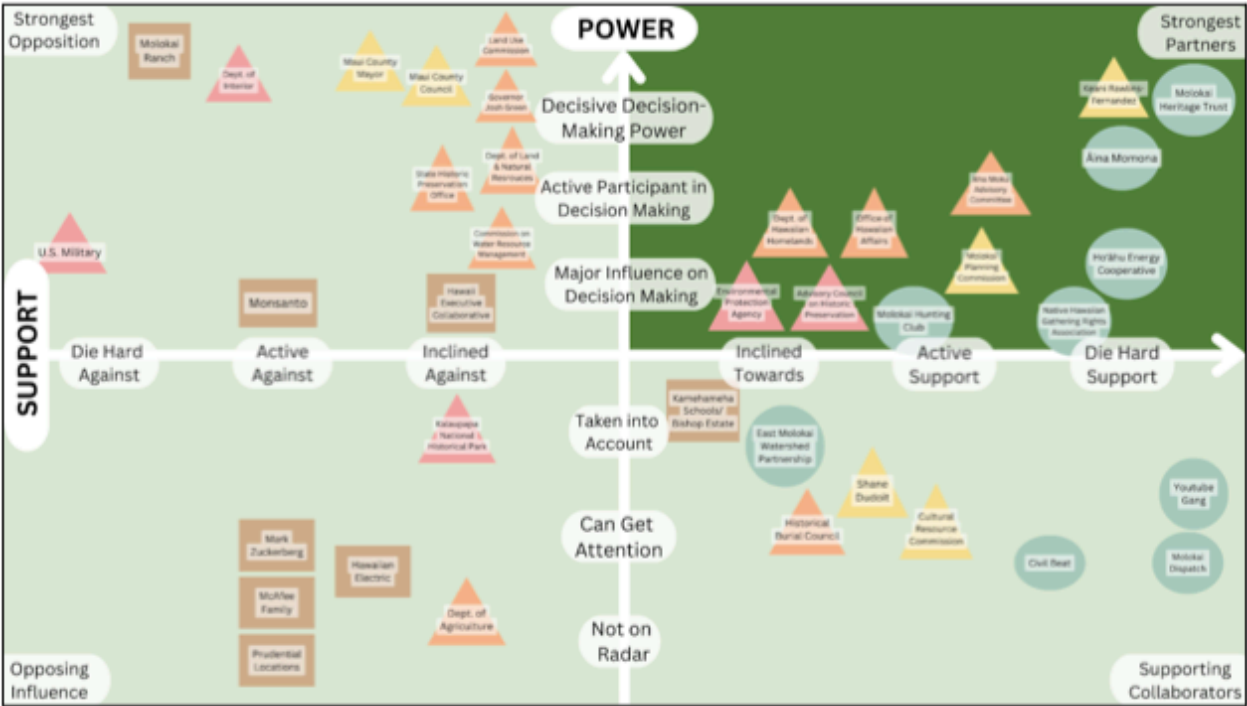 Strongest
Opposition
POWER
Strongest
Partners
Molokai
Ranch
Dept. of
Interior
Maui County
Mayor
Maui County
Council
Land Use
Commission
Governor
Josh Green
Decisive Decision-
Making Power
Keani Rawlins-
Fernandez
Molokai
Heritage Trust
State Historic
Preservation
Office
Dept. of Land
& Natural
Resrouces
Active Participant in
Decision Making
Āina Momona
Advisory
Committee
U.S. Military
Commission on
Water Resource
Management
Dept. of
Hawaiian
Homelands
Office of
Hawaiian
Affairs
Molokai
Planning
Commission
Ho'āhu Energy
Cooperative
Monsanto
Hawaii
Executive
Collaborative
Major Influence on
Decision Making
Environmental
Protection
Agency
Advisory Council
on Historic
Preservation
Molokai Hunting
Club
Native Hawaiian
Gathering Rights
Association
SUPPORT
Die Hard
Against
Active
Against
Inclined
Against
Inclined
Towards
Active
Support
Die Hard
Support
Kalaupapa
National
Historical Park
Taken into
Account
Kamehameha
Schools/
Bishop Estate
East Molokai
Watershed
Partnership
Shane
Youtube
Gang
Mark
Zuckerberg
Hawaiian
Electric
Can Get
Attention
Historical
Burial Council
Cultural
Resource
Commission
Civil Beat
Molokai
Dispatch
McAfee
Family
Dept. of
Agriculture
Not on
Radar
Prudential
Locations
Opposing
Influence
Supporting
Collaborators